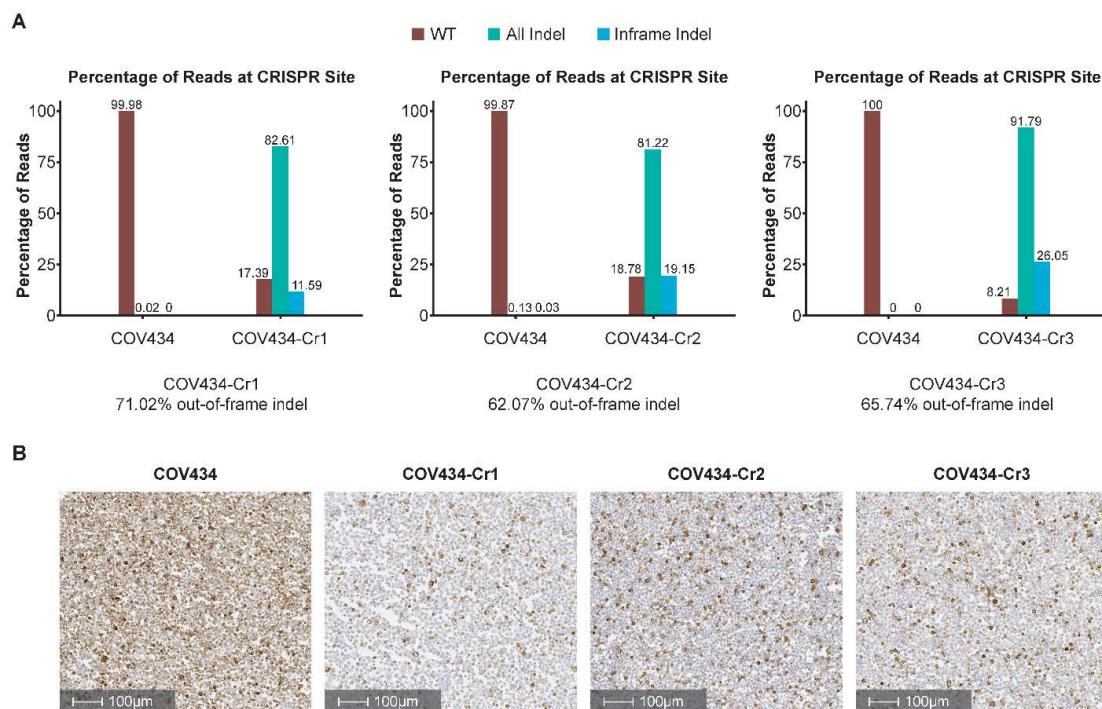 A
WT All Indel Inframe Indel
Percentage of Reads at CRISPR Site
Percentage of Reads
100
75
50
25
0
99.98
0.02 0
17.39
82.61
11.59
COV434 COV434-Cr1
COV434-Cr1
71.02% out-of-frame indel
Percentage of Reads at CRISPR Site
Percentage of Reads
100
75
50
25
0
99.87
0.13 0.03
18.78
81.22
19.15
COV434 COV434-Cr2
COV434-Cr2
62.07% out-of-frame indel
Percentage of Reads at CRISPR Site
Percentage of Reads
100
75
50
25
0
100
0 0
8.21
91.79
26.05
COV434 COV434-Cr3
COV434-Cr3
65.74% out-of-frame indel
B
COV434 COV434-Cr1 COV434-Cr2 COV434-Cr3
100µm 100µm 100µm 100µm